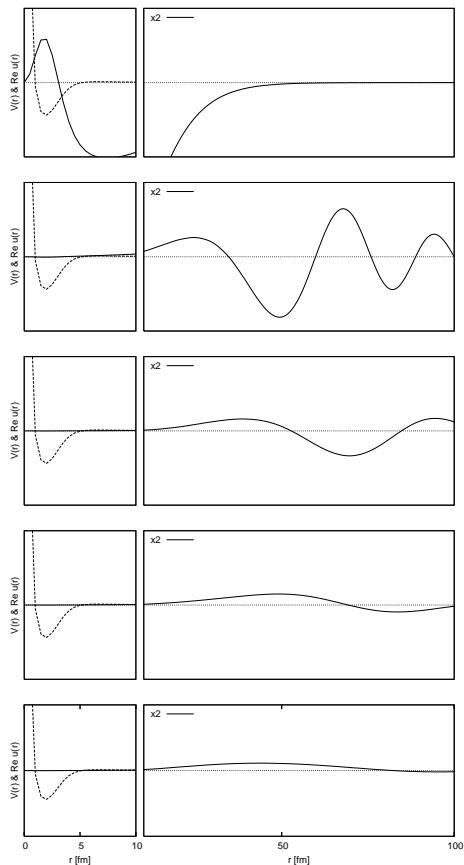 V(r) & Re u(r)
x2
V(r) & Re u(r)
x2
V(r) & Re u(r)
x2
V(r) & Re u(r)
x2
V(r) & Re u(r)
x2
0 5 10 50 100
r [fm] r [fm]